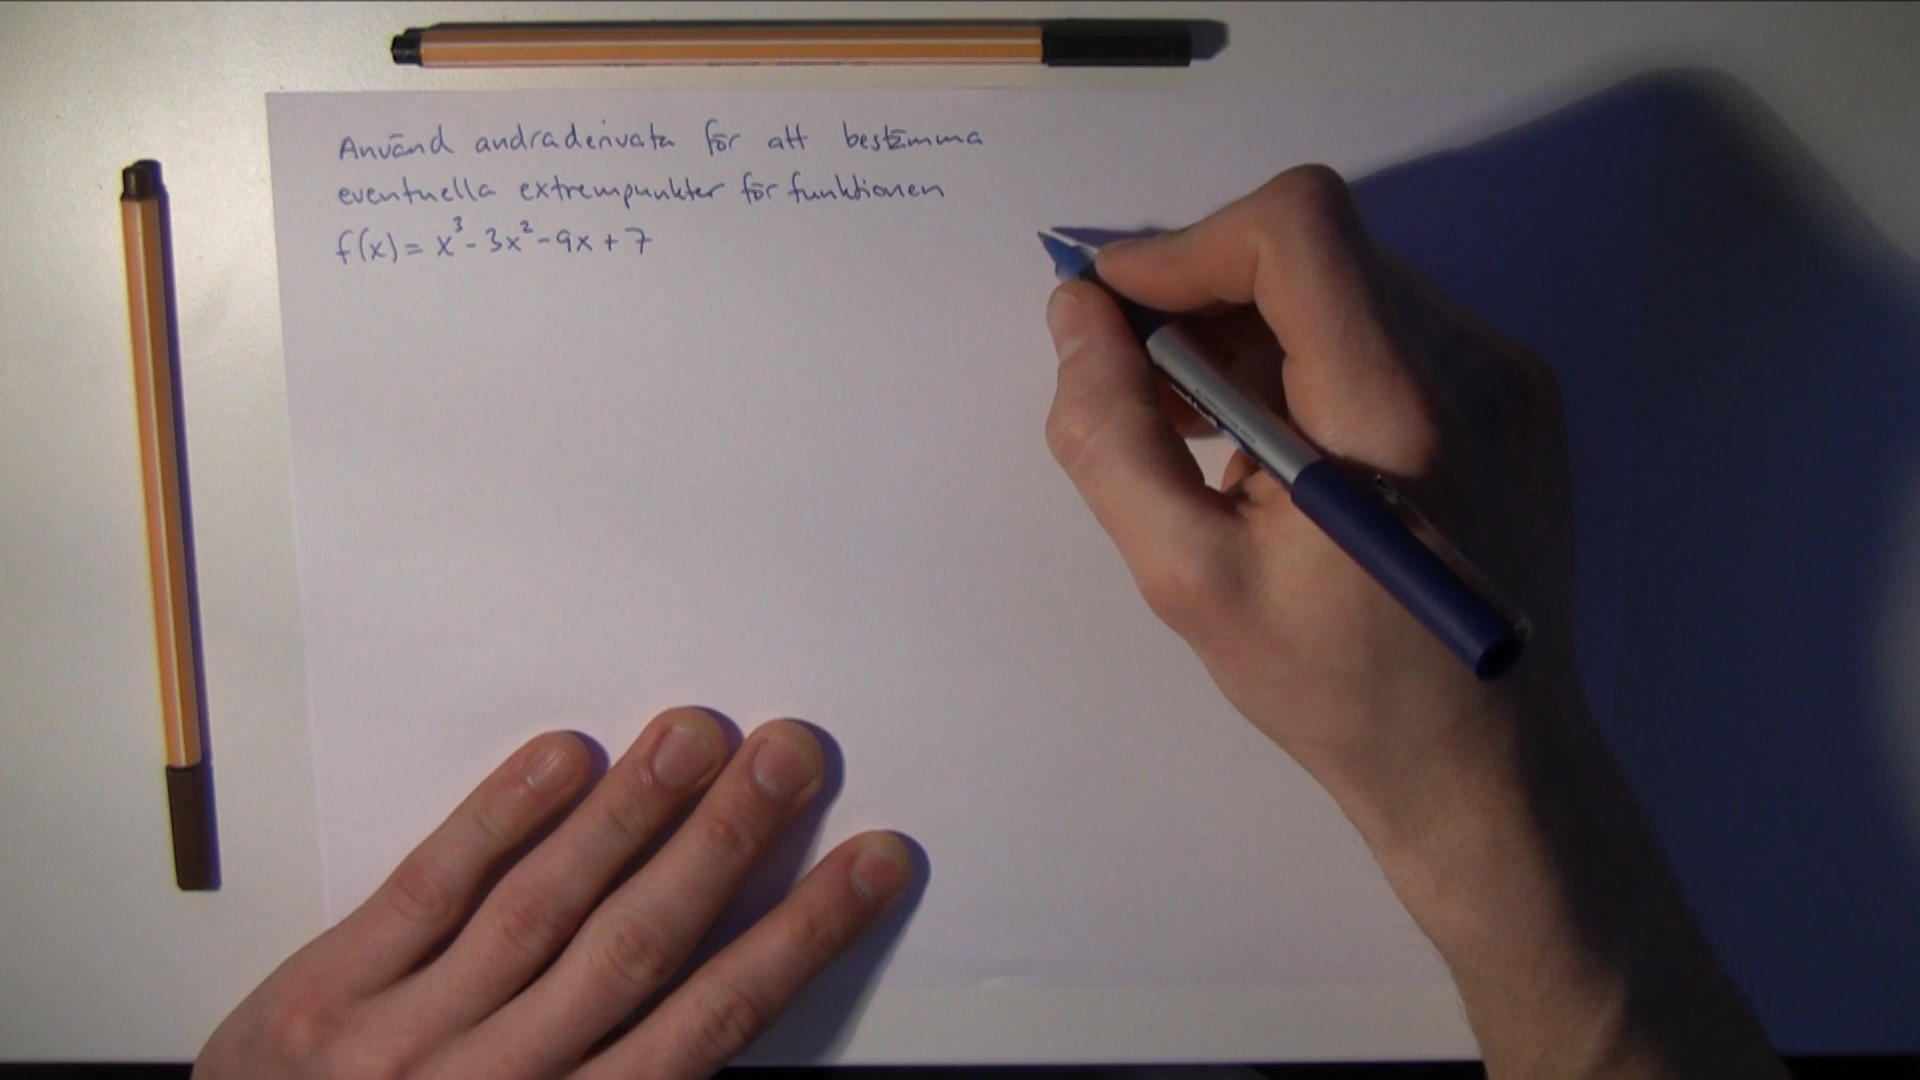 Använd andraderivata för att bestämma
eventuella extrempunkter för funktionen
f(x) = x³ - 3x² - 9x + 7